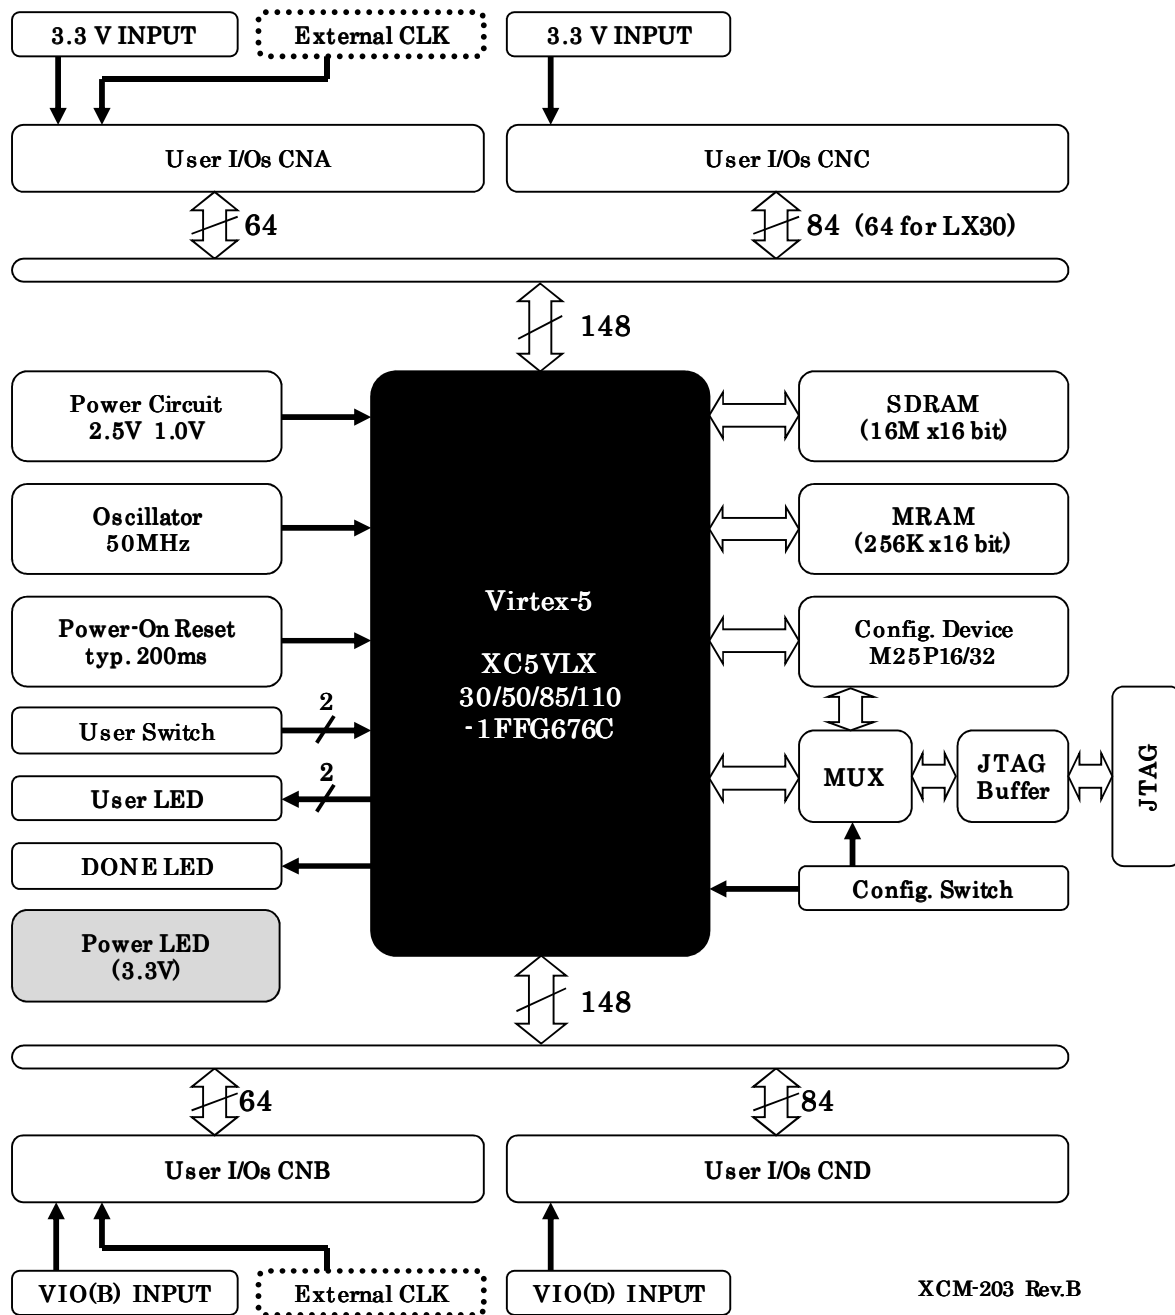 3.3 V INPUT
External CLK
3.3 V INPUT
User I/Os CNA
User I/Os CNC
64
84 (64 for LX30)
148
Power Circuit
2.5V 1.0V
SDRAM
(16M x16 bit)
Oscillator
50MHz
MRAM
(256K x16 bit)
Virtex-5
XC5VLX
30/50/85/110
-1FFG676C
Power-On Reset
typ. 200ms
Config. Device
M25P16/32
2
User Switch
2
User LED
MUX
JTAG
Buffer
JTAG
DONE LED
Config. Switch
Power LED
(3.3V)
148
64
84
User I/Os CNB
User I/Os CND
VIO(B) INPUT
External CLK
VIO(D) INPUT
XCM-203 Rev.B